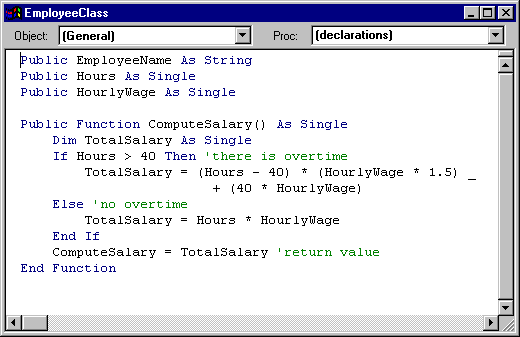 EmployeeClass
Object: (General) Proc: (declarations)
Public EmployeeName As String
Public Hours As Single
Public HourlyWage As Single

Public Function ComputeSalary() As Single
    Dim TotalSalary As Single
    If Hours > 40 Then 'there is overtime
        TotalSalary = (Hours - 40) * (HourlyWage * 1.5) _
                        + (40 * HourlyWage)
    Else 'no overtime
        TotalSalary = Hours * HourlyWage
    End If
    ComputeSalary = TotalSalary 'return value
End Function